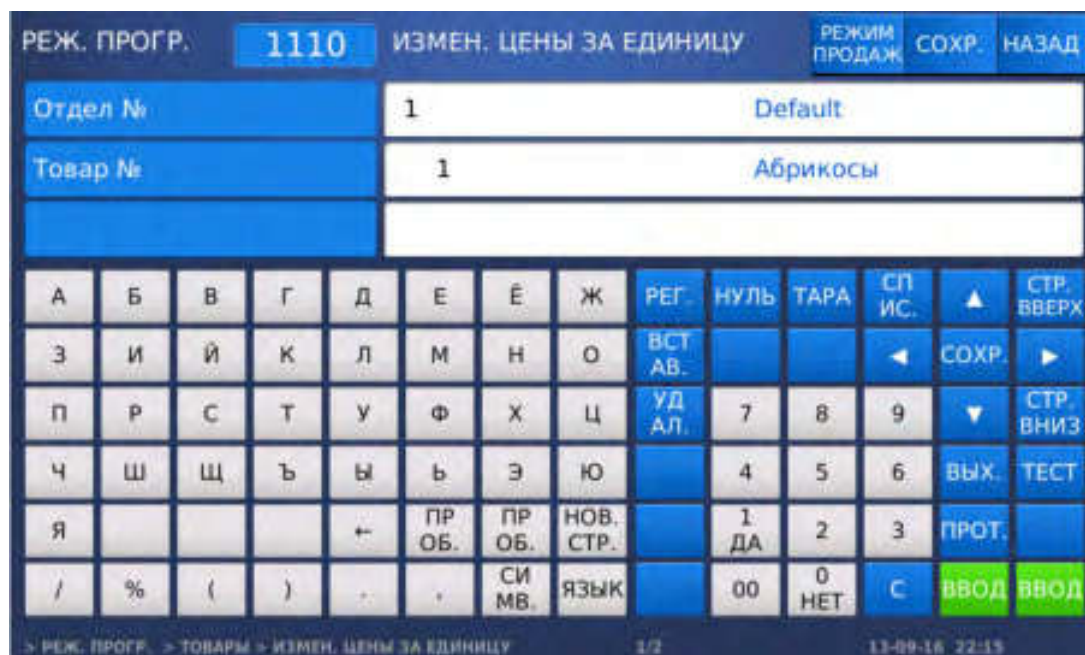 РЕЖ. ПРОГР. 1110 ИЗМЕН. ЦЕНЫ ЗА ЕДИНИЦУ РЕЖИМ ПРОДАЖ СОХР. НАЗАД
Отдел № 1 Default
Товар № 1 Абрикосы
А Б В Г Д Е Ё Ж РЕГ. НУЛЬ ТАРА СП ИС. ▲ СТР. ВВЕРХ
З И Й К Л М Н О ВСТ АВ. ◄ СОХР. ►
П Р С Т У Ф Х Ц УД АЛ. 7 8 9 ▼ СТР. ВНИЗ
Ч Ш Щ Ъ Ы Ь Э Ю 4 5 6 ВЫХ. ТЕСТ
Я ← ПР ОБ. ПР ОБ. НОВ. СТР. 1 ДА 2 3 ПРОТ.
/ % ( ) . , СИ МВ. ЯЗЫК 00 0 НЕТ С ВВОД ВВОД
> РЕЖ. ПРОГР. > ТОВАРЫ > ИЗМЕН. ЦЕНЫ ЗА ЕДИНИЦУ 1/2 13-09-16 22:15